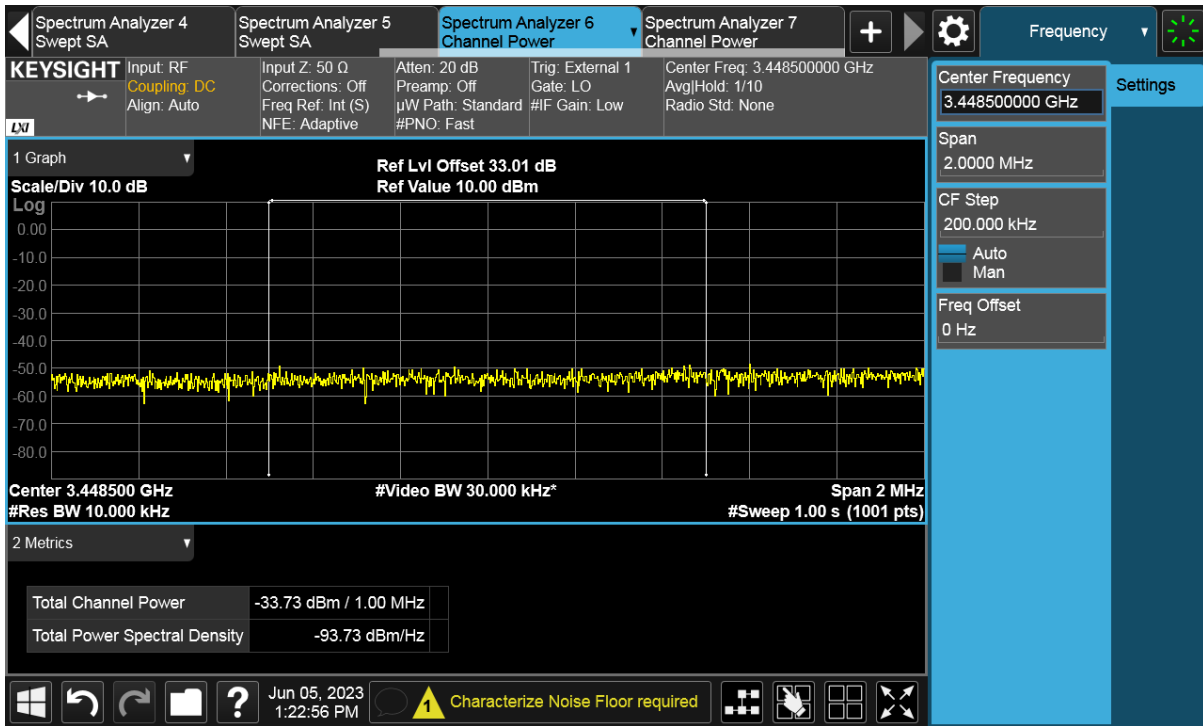 Spectrum Analyzer 4
Swept SA
Spectrum Analyzer 5
Swept SA
Spectrum Analyzer 6
Channel Power
Spectrum Analyzer 7
Channel Power
+
Frequency
KEYSIGHT
LXI
Input: RF
Coupling: DC
Align: Auto
Input Z: 50 Ω
Corrections: Off
Freq Ref: Int (S)
NFE: Adaptive
Atten: 20 dB
Preamp: Off
µW Path: Standard
#PNO: Fast
Trig: External 1
Gate: LO
#IF Gain: Low
Center Freq: 3.448500000 GHz
Avg|Hold: 1/10
Radio Std: None
Center Frequency
3.448500000 GHz
Settings
Span
2.0000 MHz
CF Step
200.000 kHz
Auto
Man
Freq Offset
0 Hz
1 Graph
Scale/Div 10.0 dB
Ref Lvl Offset 33.01 dB
Ref Value 10.00 dBm
Log
0.00
-10.0
-20.0
-30.0
-40.0
-50.0
-60.0
-70.0
-80.0
Center 3.448500 GHz
#Video BW 30.000 kHz*
Span 2 MHz
#Res BW 10.000 kHz
#Sweep 1.00 s (1001 pts)
2 Metrics
Total Channel Power -33.73 dBm / 1.00 MHz
Total Power Spectral Density -93.73 dBm/Hz
?
Jun 05, 2023
1:22:56 PM
1
Characterize Noise Floor required